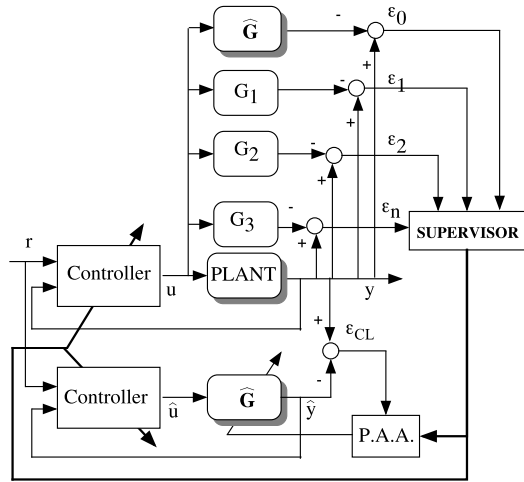 Ĝ
-
ε0
+
G1
-
ε1
+
G2
-
ε2
+
G3
-
εn
+
SUPERVISOR
r
Controller
u
PLANT
y
+
εCL
-
Controller
û
Ĝ
ŷ
P.A.A.